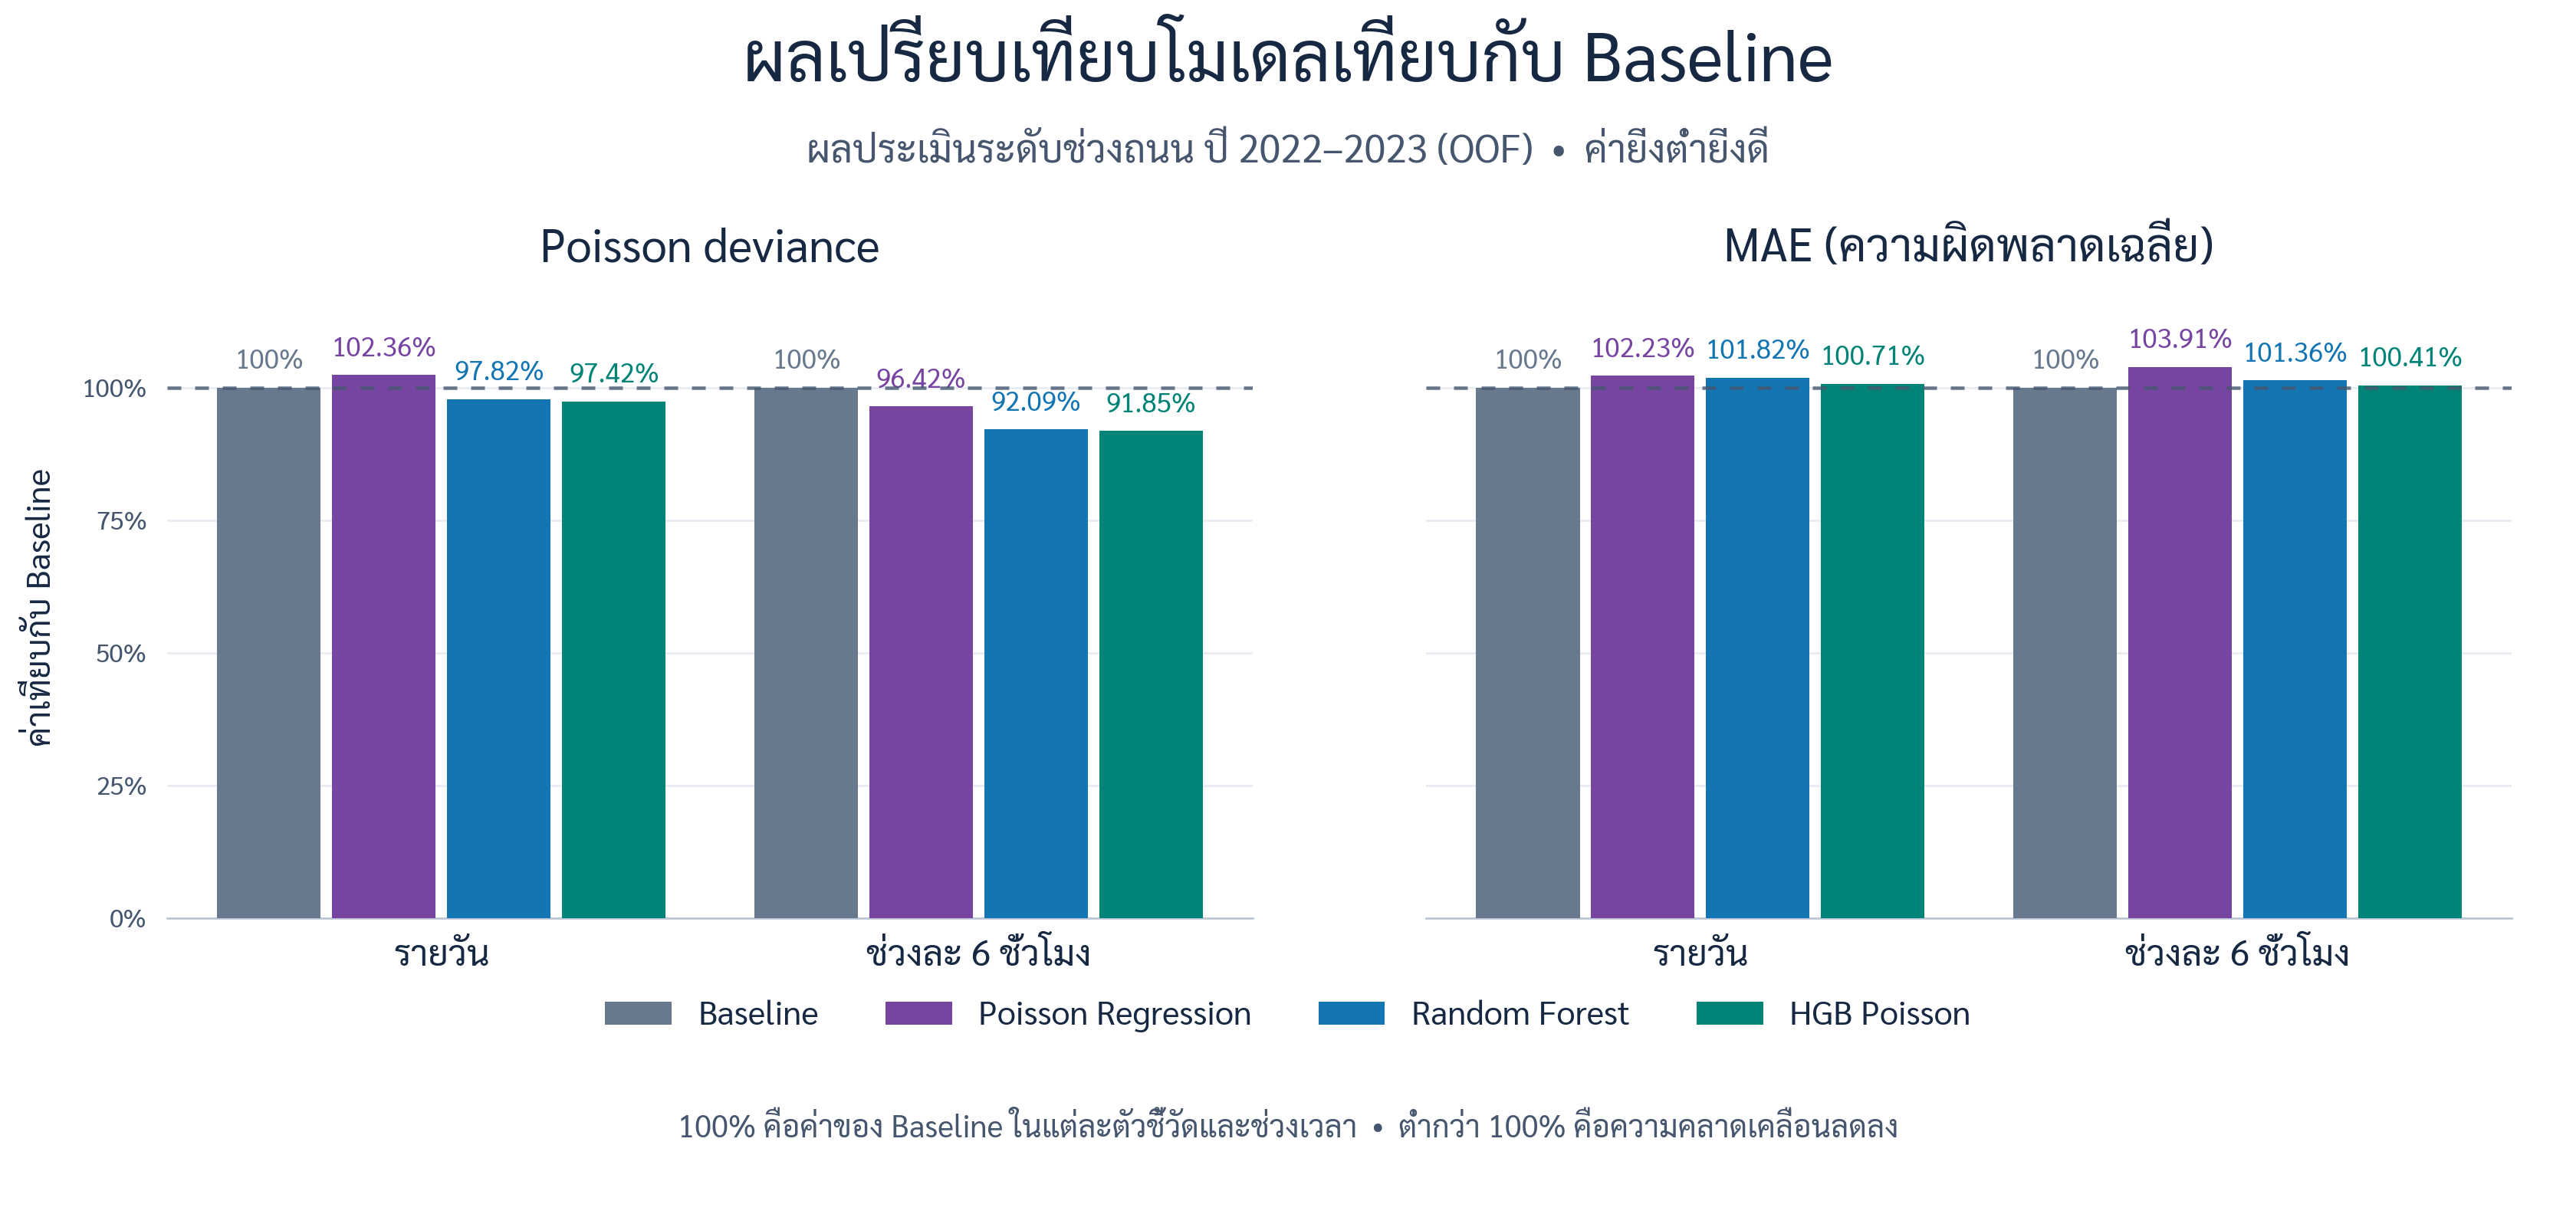 ผลเปรียบเทียบโมเดลเทียบกับ Baseline
ผลประเมินระดับช่วงถนน ปี 2022–2023 (OOF) • ค่ายิ่งต่ำยิ่งดี
Poisson deviance
ค่าเทียบกับ Baseline
100%
75%
50%
25%
0%
100% 102.36% 97.82% 97.42% 100% 96.42% 92.09% 91.85%
รายวัน ช่วงละ 6 ชั่วโมง
MAE (ความผิดพลาดเฉลี่ย)
100% 102.23% 101.82% 100.71% 100% 103.91% 101.36% 100.41%
รายวัน ช่วงละ 6 ชั่วโมง
Baseline Poisson Regression Random Forest HGB Poisson
100% คือค่าของ Baseline ในแต่ละตัวชี้วัดและช่วงเวลา • ต่ำกว่า 100% คือความคลาดเคลื่อนลดลง